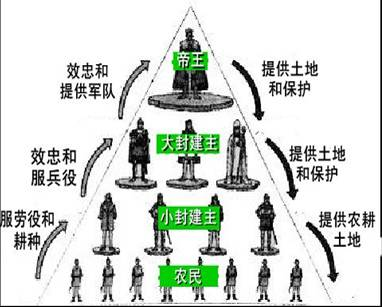 帝王
效忠和
提供军队
提供土地
和保护
大封建主
效忠和
服兵役
提供土地
和保护
小封建主
服劳役和
耕种
提供农耕
土地
农民